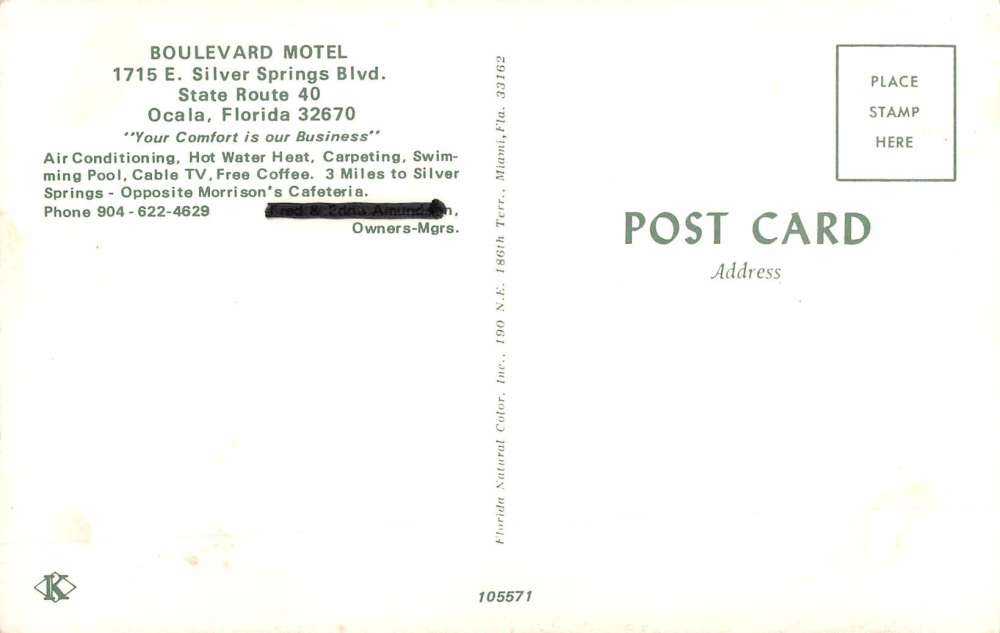 BOULEVARD MOTEL
1715 E. Silver Springs Blvd.
State Route 40
Ocala, Florida 32670
"Your Comfort is our Business"
Air Conditioning, Hot Water Heat, Carpeting, Swim-
ming Pool, Cable TV, Free Coffee. 3 Miles to Silver
Springs - Opposite Morrison's Cafeteria.
Phone 904-622-4629
Owners-Mgrs.
K
Florida Natural Color, Inc., 190 N.E. 186th Terr., Miami, Fla. 33162
105571
PLACE
STAMP
HERE
POST CARD
Address